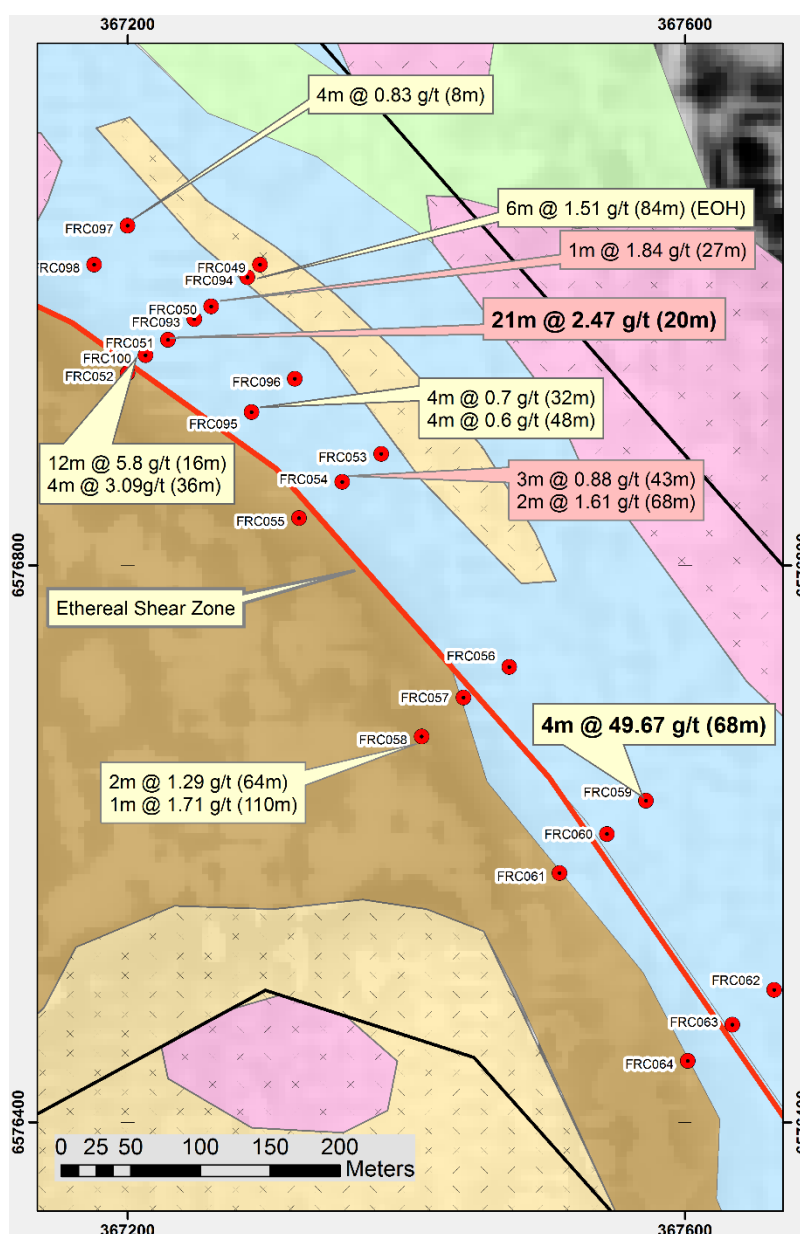 367200
367600
4m @ 0.83 g/t (8m)
6m @ 1.51 g/t (84m) (EOH)
FRC097
1m @ 1.84 g/t (27m)
FRC098
FRC049
FRC094
FRC050
FRC093
21m @ 2.47 g/t (20m)
FRC051
FRC100
FRC052
FRC096
4m @ 0.7 g/t (32m)
4m @ 0.6 g/t (48m)
FRC095
12m @ 5.8 g/t (16m)
4m @ 3.09g/t (36m)
FRC053
3m @ 0.88 g/t (43m)
2m @ 1.61 g/t (68m)
FRC054
FRC055
6576800
6576800
Ethereal Shear Zone
FRC056
FRC057
4m @ 49.67 g/t (68m)
FRC058
2m @ 1.29 g/t (64m)
1m @ 1.71 g/t (110m)
FRC059
FRC060
FRC061
FRC062
FRC063
FRC064
6576400
6576400
0 25 50 100 150 200
Meters
367200
367600